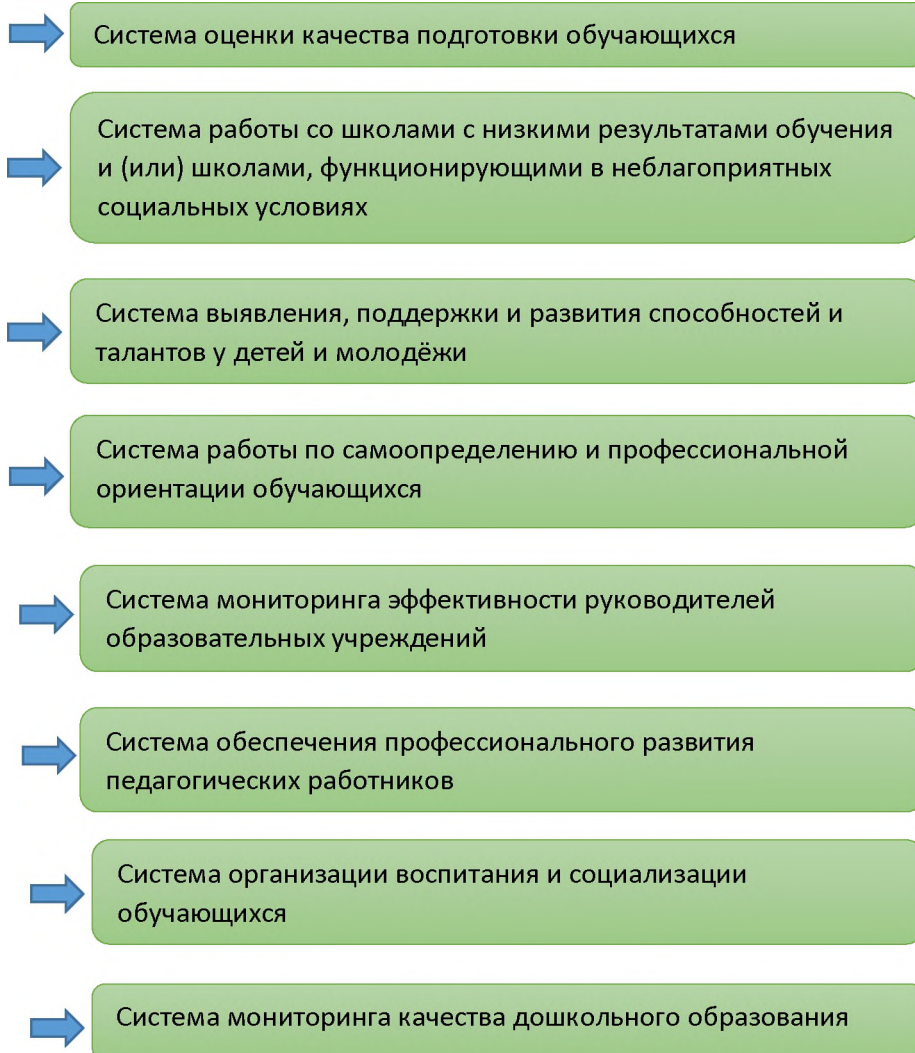 Система оценки качества подготовки обучающихся
Система работы со школами с низкими результатами обучения
и (или) школами, функционирующими в неблагоприятных
социальных условиях
Система выявления, поддержки и развития способностей и
талантов у детей и молодёжи
Система работы по самоопределению и профессиональной
ориентации обучающихся
Система мониторинга эффективности руководителей
образовательных учреждений
Система обеспечения профессионального развития
педагогических работников
Система организации воспитания и социализации
обучающихся
Система мониторинга качества дошкольного образования